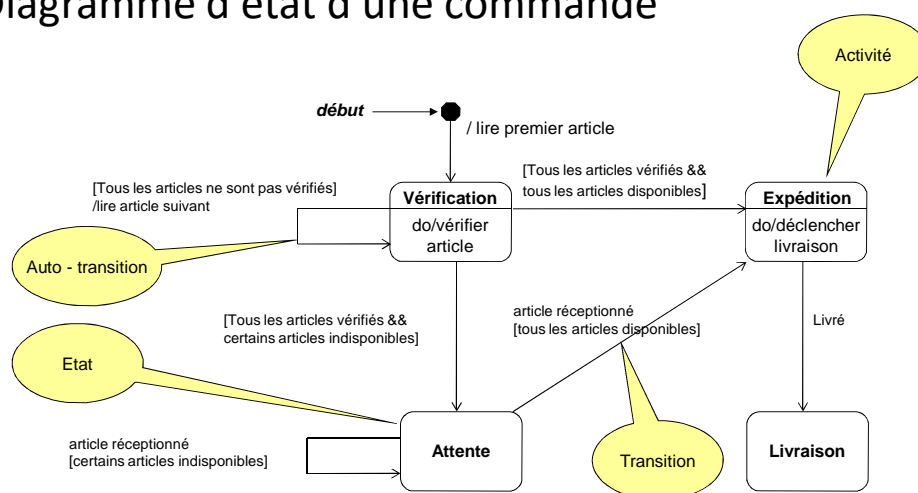 Diagramme d'état d'une commande
Activité
début
/ lire premier article
[Tous les articles vérifiés &&
tous les articles disponibles]
[Tous les articles ne sont pas vérifiés]
/lire article suivant
Vérification
do/vérifier
article
Expédition
do/déclencher
livraison
Auto - transition
article réceptionné
[tous les articles disponibles]
[Tous les articles vérifiés &&
certains articles indisponibles]
Livré
Etat
article réceptionné
[certains articles indisponibles]
Attente
Transition
Livraison